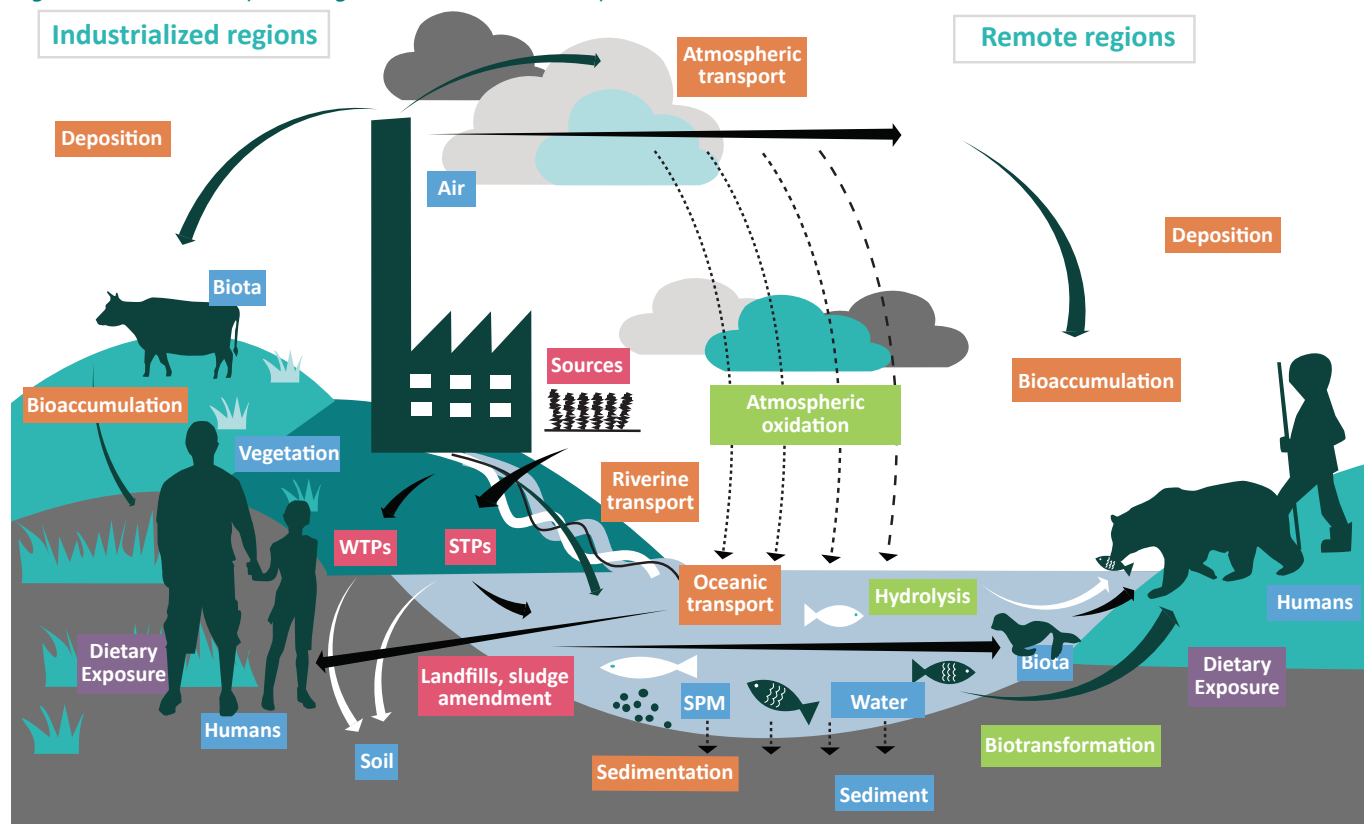 Industrialized regions
Remote regions
Atmospheric
transport
Deposition
Air
Deposition
Biota
Sources
Bioaccumulation
Bioaccumulation
Atmospheric
oxidation
Vegetation
Riverine
transport
WTPs
STPs
Oceanic
transport
Hydrolysis
Humans
Dietary
Exposure
Landfills, sludge
amendment
Biota
Dietary
Exposure
SPM
Water
Humans
Biotransformation
Soil
Sedimentation
Sediment